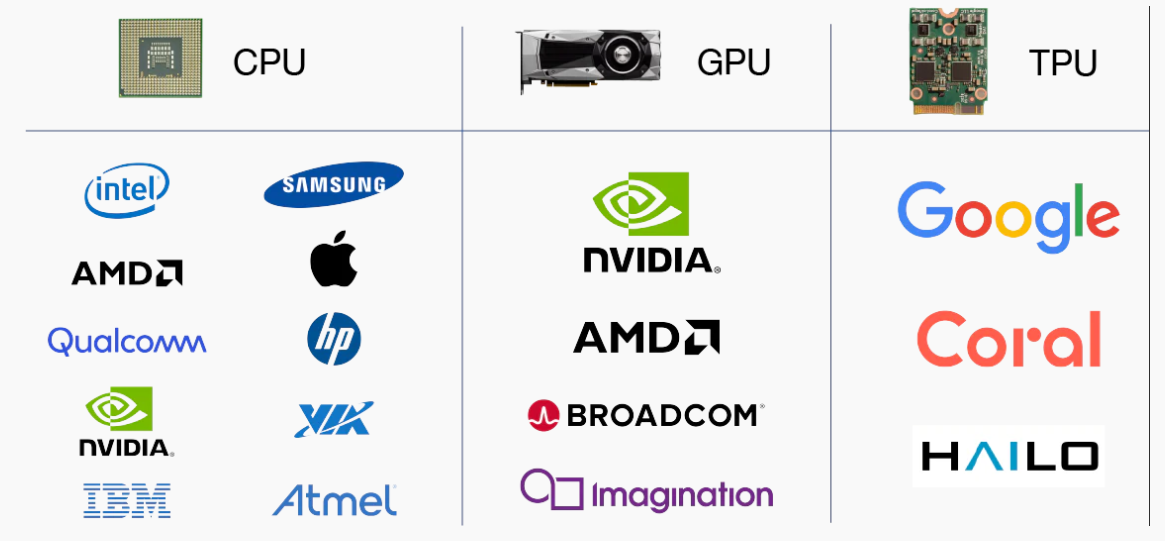 CPU
GPU
TPU
intel
SAMSUNG
AMD
Qualcomm
hp
NVIDIA
VIA
IBM
Atmel
NVIDIA
AMD
BROADCOM
Imagination
Google
Coral
HAILO